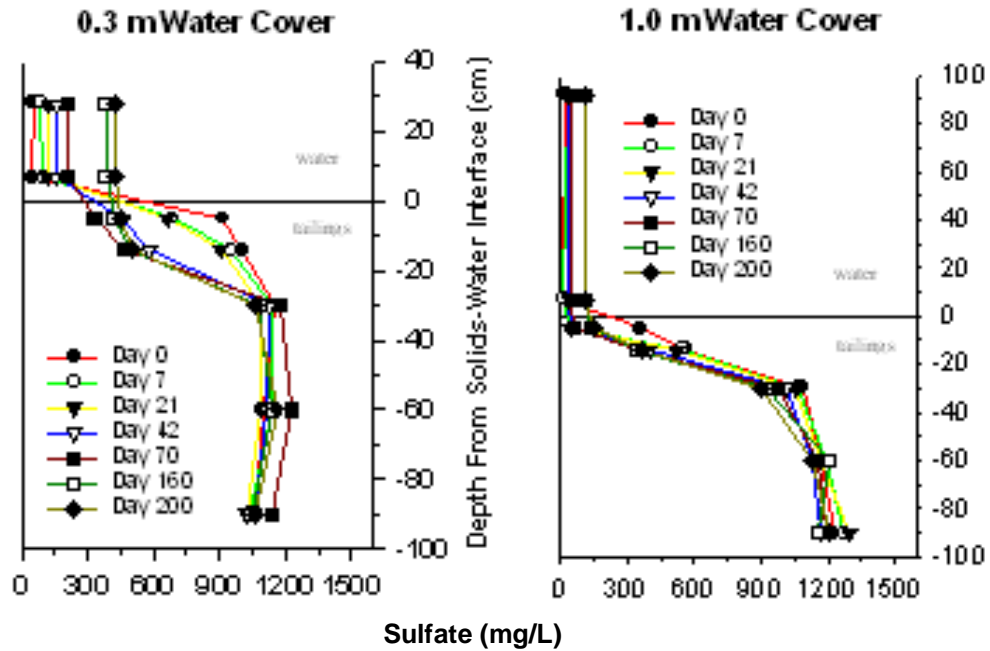 0.3 mWater Cover
40
20
0
-20
-40
-60
-80
-100
water
tailings
Day 0
Day 7
Day 21
Day 42
Day 70
Day 160
Day 200
0 300 600 900 1200 1500
Depth From Solids-Water Interface (cm)
1.0 mWater Cover
100
80
60
40
20
0
-20
-40
-60
-80
-100
Day 0
Day 7
Day 21
Day 42
Day 70
Day 160
Day 200
water
tailings
0 300 600 900 1200 1500
Sulfate (mg/L)